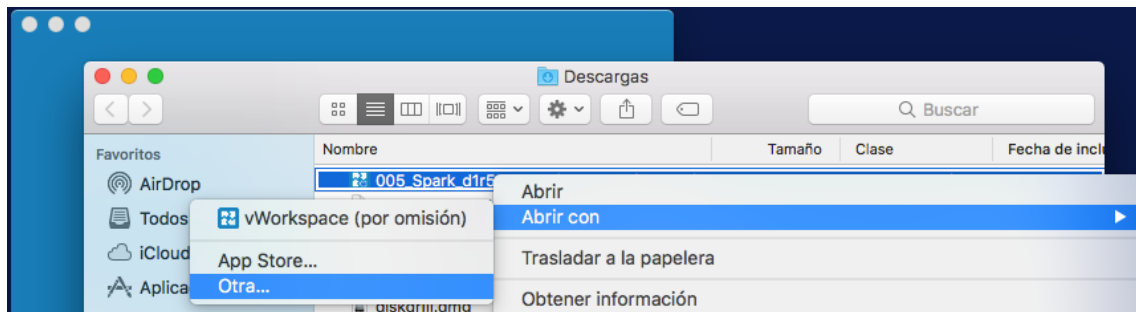 Descargas
Buscar
Favoritos
Nombre Tamaño Clase Fecha de inclu
AirDrop
005_Spark_d1r5
Abrir
Todos
vWorkspace (por omisión)
Abrir con
iCloud
App Store...
Trasladar a la papelera
Aplica
Otra...
Obtener información
diskdrill.dmg